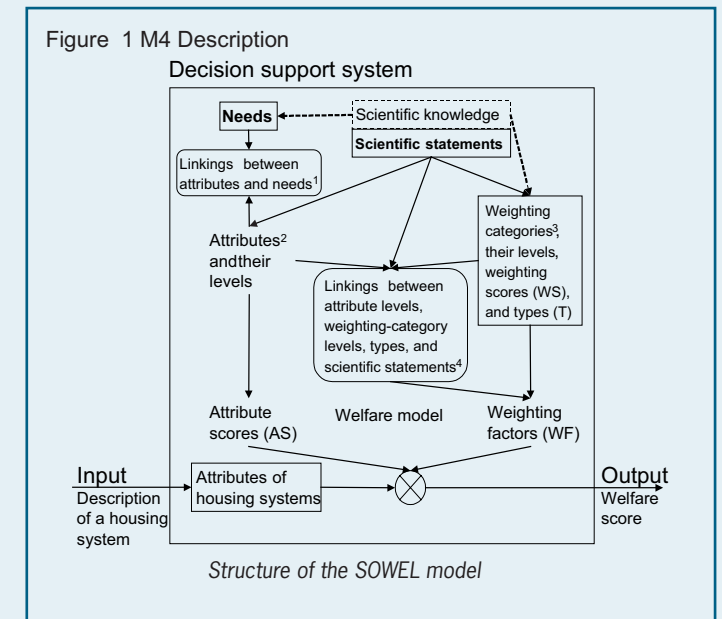 Figure 1 M4 Description
Decision support system
Needs
Scientific knowledge
Scientific statements
Linkings between
attributes and needs1
Attributes2
andtheir
levels
Weighting
categories3,
their levels,
weighting
scores (WS),
and types (T)
Linkings between
attribute levels,
weighting-category
levels, types, and
scientific statements4
Attribute
scores (AS)
Welfare model
Weighting
factors (WF)
Input
Description
of a housing
system
Attributes of
housing systems
Output
Welfare
score
Structure of the SOWEL model